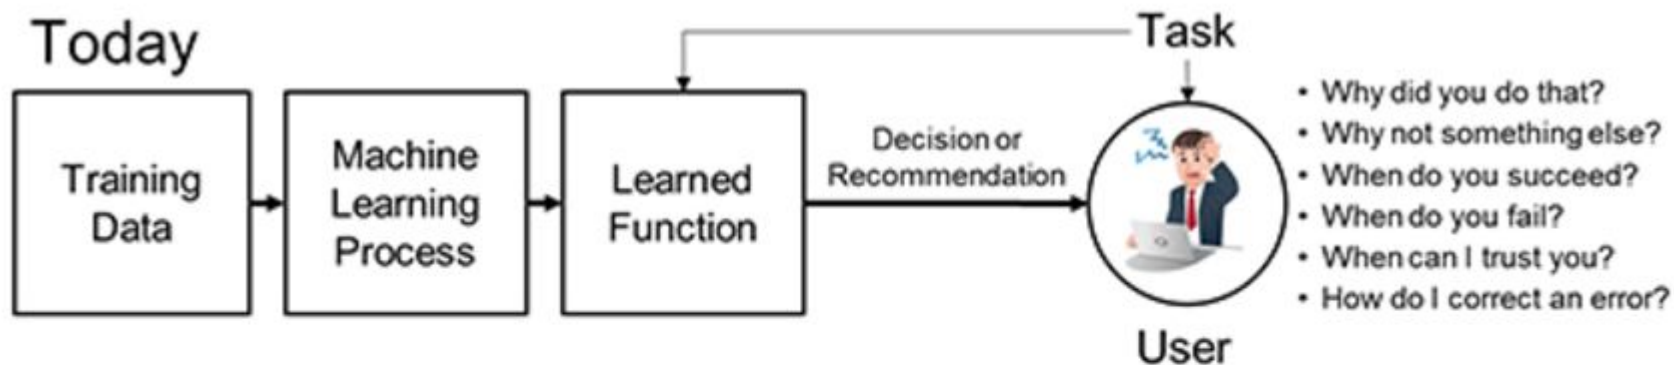 Today
Task
Training
Data
Machine
Learning
Process
Learned
Function
Decision or
Recommendation
User
• Why did you do that?
• Why not something else?
• When do you succeed?
• When do you fail?
• When can I trust you?
• How do I correct an error?